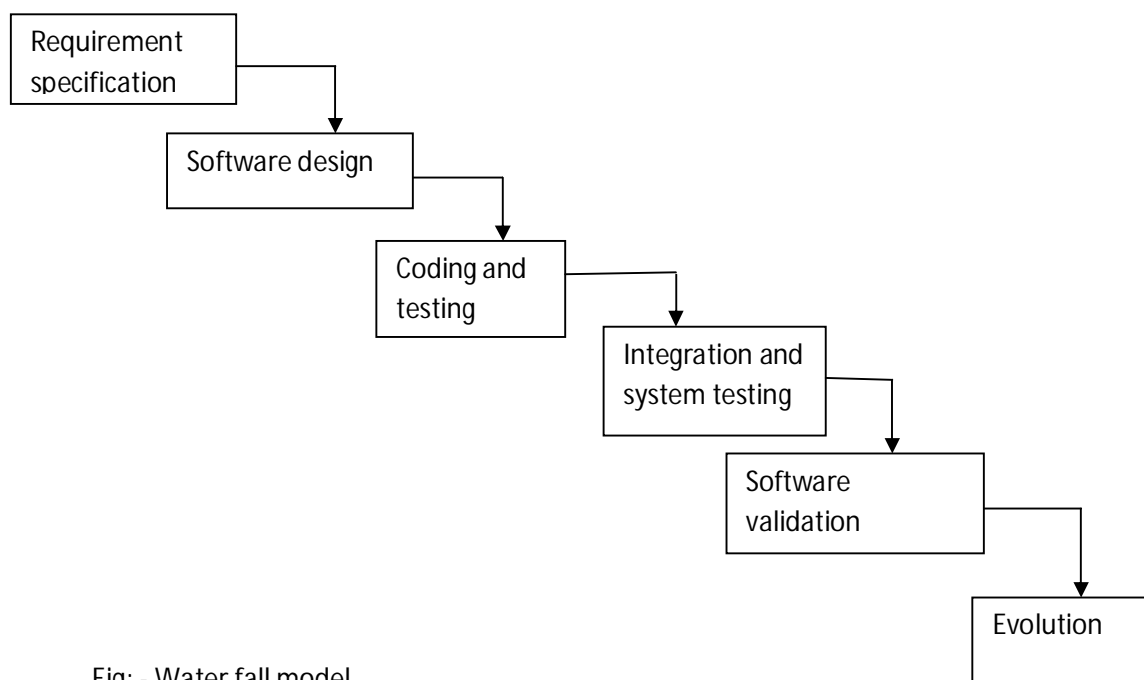 Requirement
specification
Software design
Coding and
testing
Integration and
system testing
Software
validation
Evolution
Fig: - Water fall model